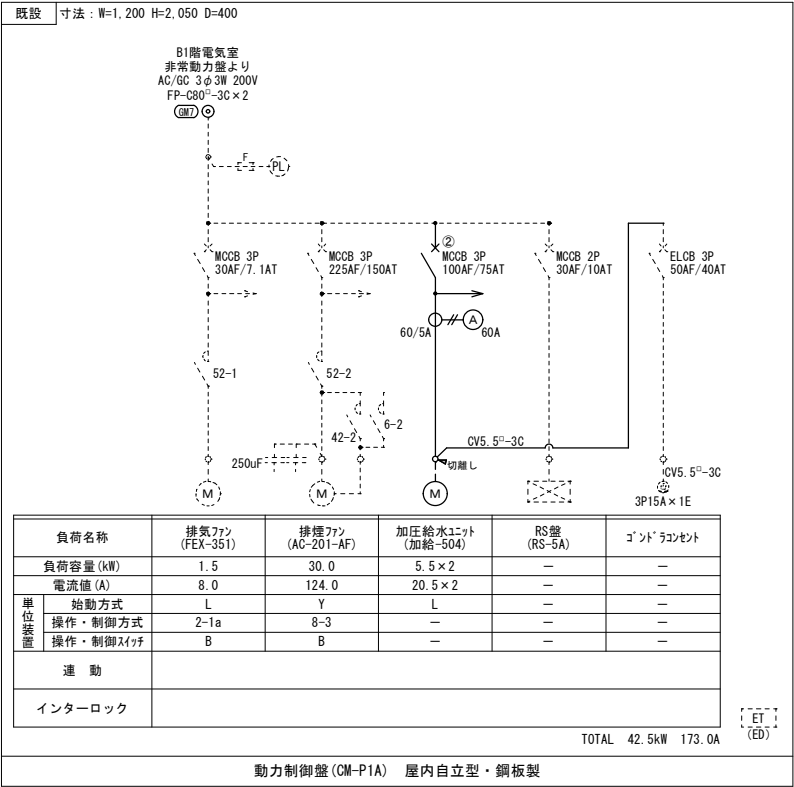 既設 寸法：W=1,200 H=2,050 D=400
B1階電気室
非常動力盤より
AC/GC 3φ3W 200V
FP-C80□-3C×2
GM7
F
PL
MCCB 3P
30AF/7.1AT
MCCB 3P
225AF/150AT
②
MCCB 3P
100AF/75AT
MCCB 2P
30AF/10AT
ELCB 3P
50AF/40AT
60/5A
A
60A
52-1
52-2
42-2
6-2
250uF
CV5.5□-3C
切離し
CV5.5□-3C
M
M
M
3P15A×1E
負荷名称 排気ﾌｧﾝ (FEX-351) 排煙ﾌｧﾝ (AC-201-AF) 加圧給水ﾕﾆｯﾄ (加給-504) RS盤 (RS-5A) ｺﾞﾝﾄﾞﾗｺﾝｾﾝﾄ
負荷容量(kW) 1.5 30.0 5.5×2 － －
電流値(A) 8.0 124.0 20.5×2 － －
単位装置
始動方式 L Y L
操作・制御方式 2-1a 8-3 － － －
操作・制御ｽｲｯﾁ B B － － －
連 動
インターロック
ET
(ED)
TOTAL 42.5kW 173.0A
動力制御盤(CM-P1A) 屋内自立型・鋼板製